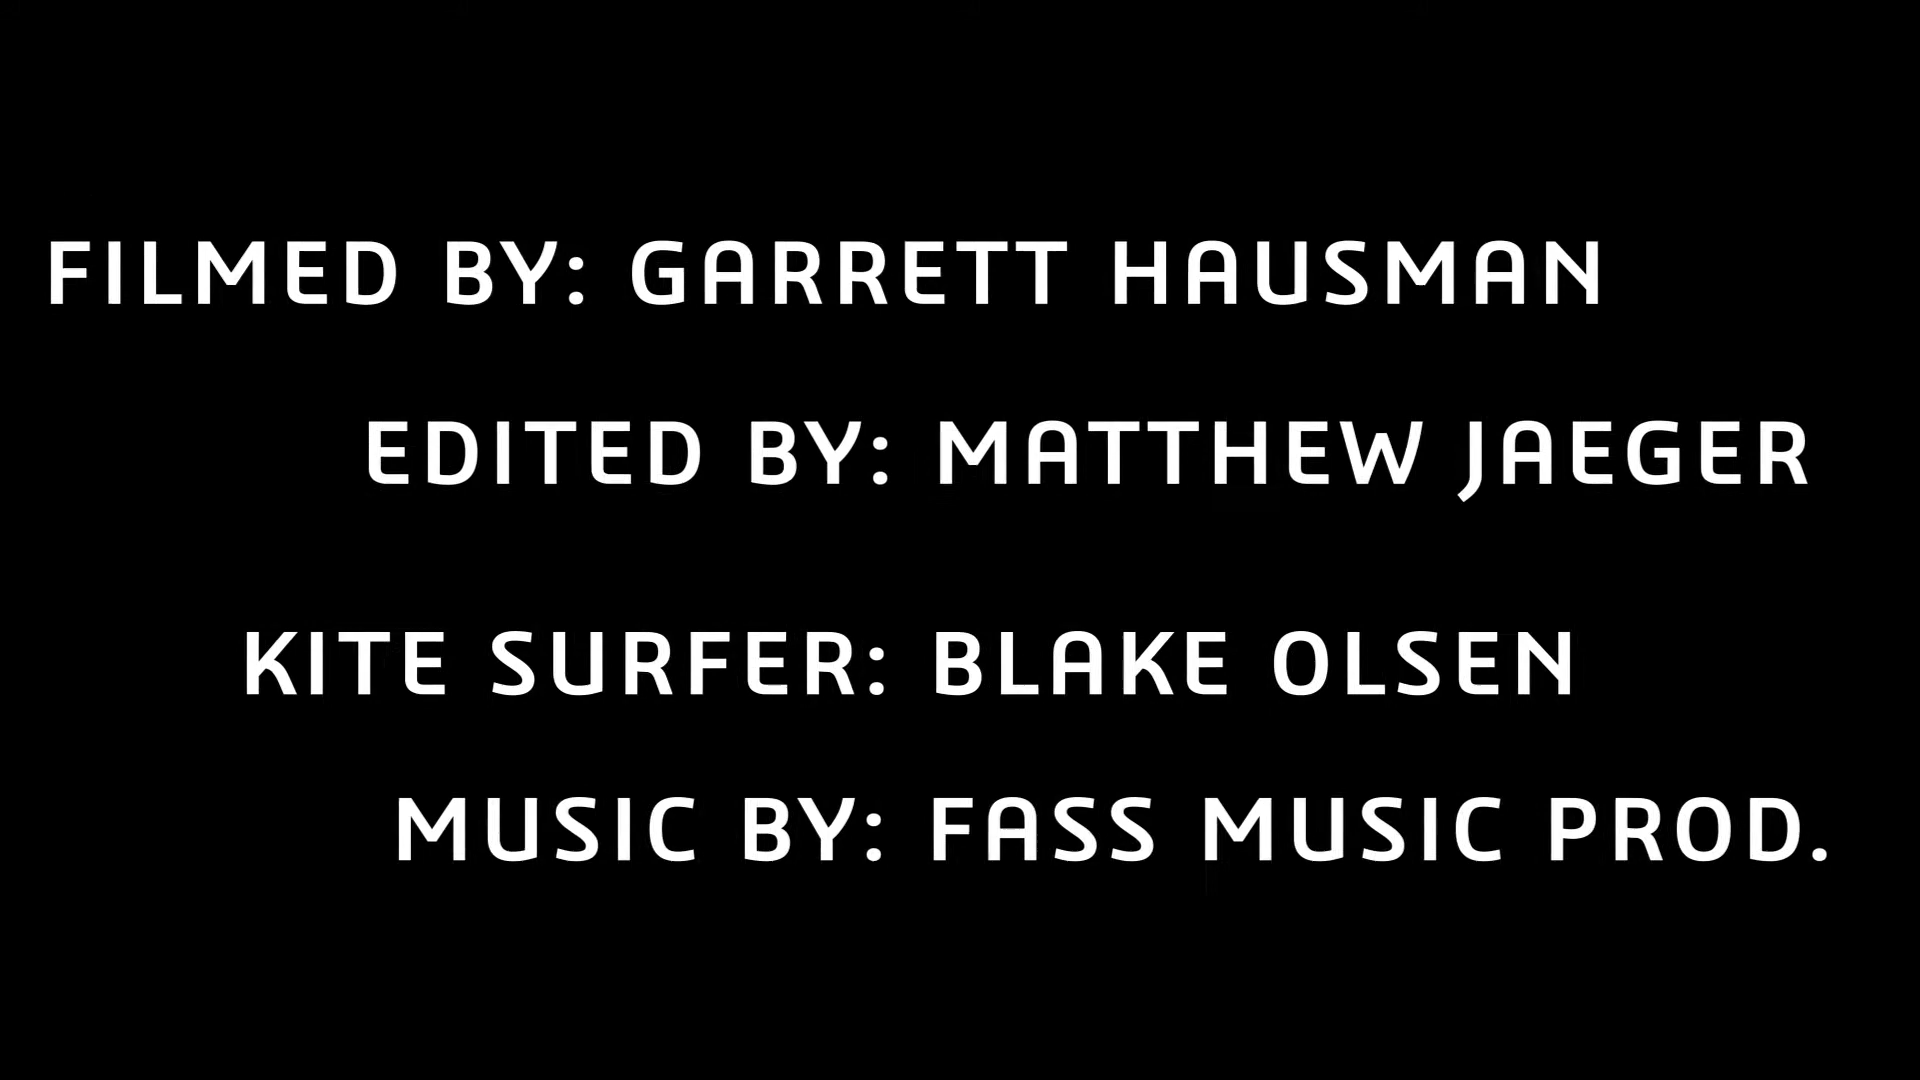 FILMED BY: GARRETT HAUSMAN
EDITED BY: MATTHEW JAEGER
KITE SURFER: BLAKE OLSEN
MUSIC BY: FASS MUSIC PROD.